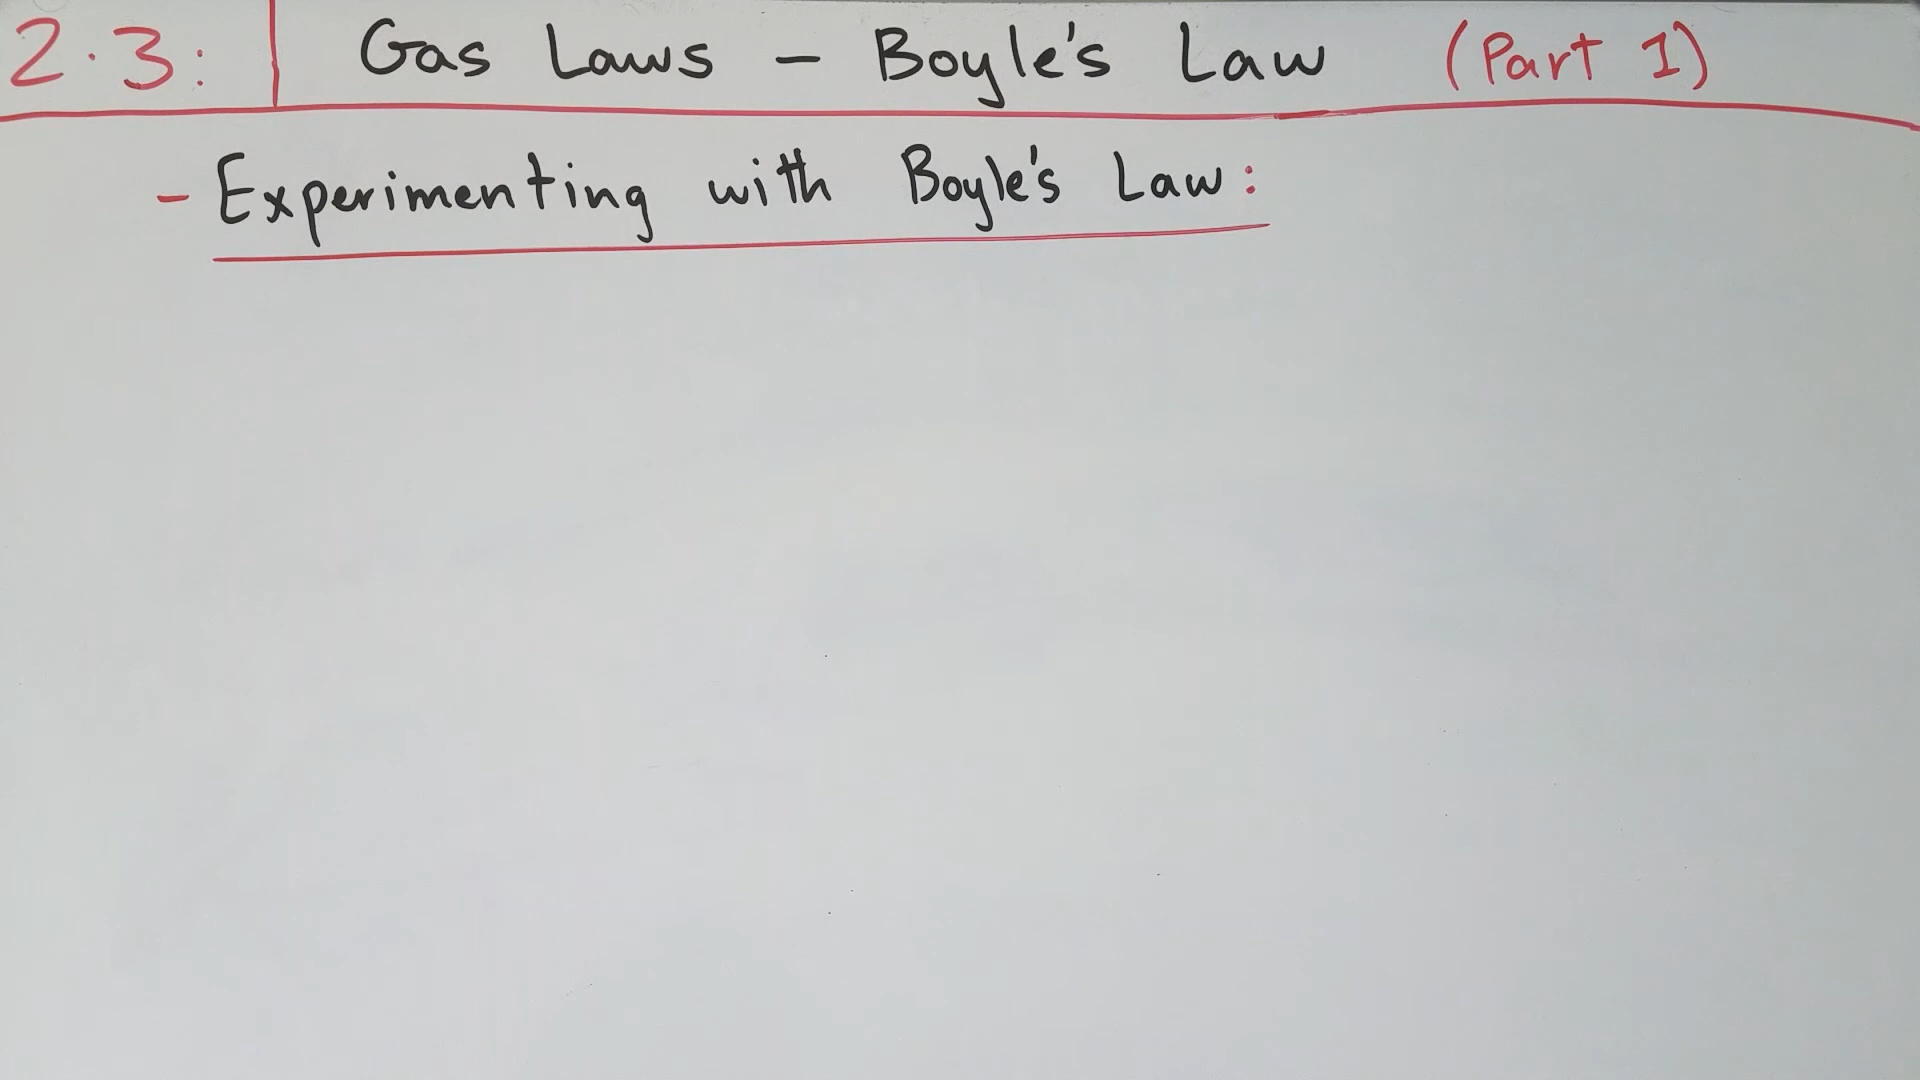 2.3: Gas Laws - Boyle's Law (Part 1)
- Experimenting with Boyle's Law: